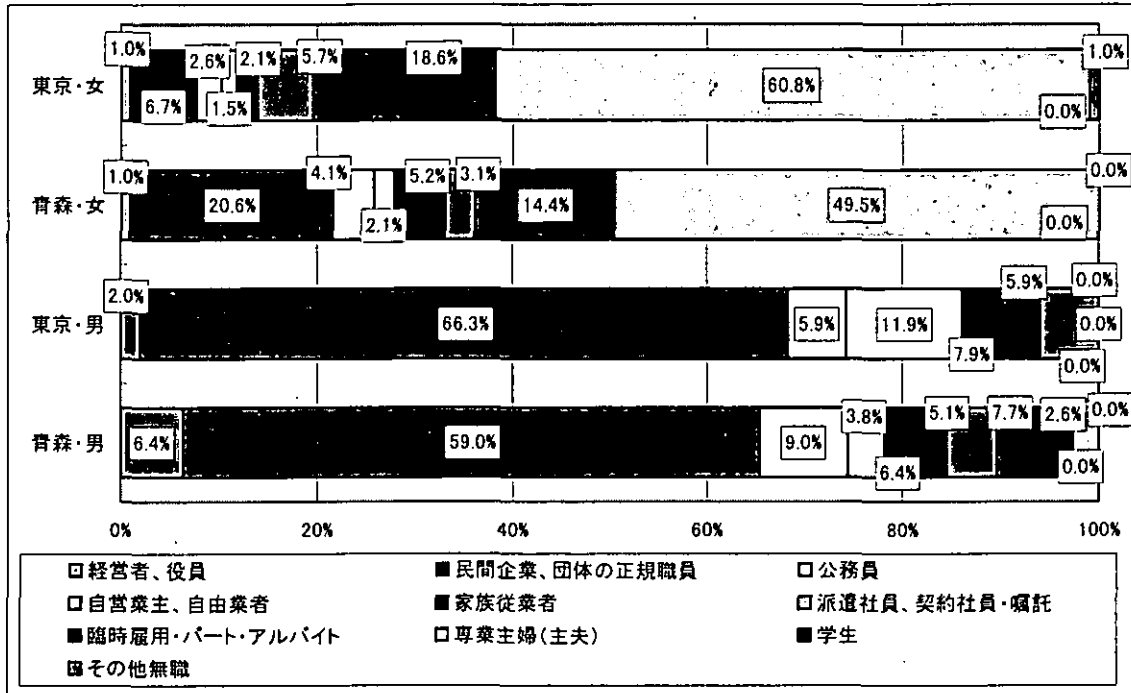 1.0% 2.6% 2.1% 5.7% 18.6% 1.0%
東京・女 6.7% 1.5% 60.8% 0.0%
1.0% 4.1% 5.2% 3.1% 0.0%
青森・女 20.6% 2.1% 14.4% 49.5% 0.0%
2.0% 5.9% 0.0%
東京・男 66.3% 5.9% 11.9% 7.9% 0.0% 0.0%
3.8% 5.1% 7.7% 2.6% 0.0%
青森・男 6.4% 59.0% 9.0% 6.4% 0.0%
0% 20% 40% 60% 80% 100%
経営者、役員 民間企業、団体の正規職員 公務員
自営業主、自由業者 家族従業者 派遣社員、契約社員・嘱託
臨時雇用・パート・アルバイト 専業主婦(主夫) 学生
その他無職